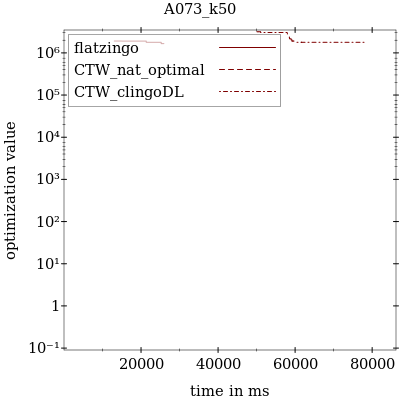 A073_k50
flatzingo
CTW_nat_optimal
CTW_clingoDL
10⁶
10⁵
10⁴
10³
10²
10¹
1
10⁻¹
optimization value
20000 40000 60000 80000
time in ms